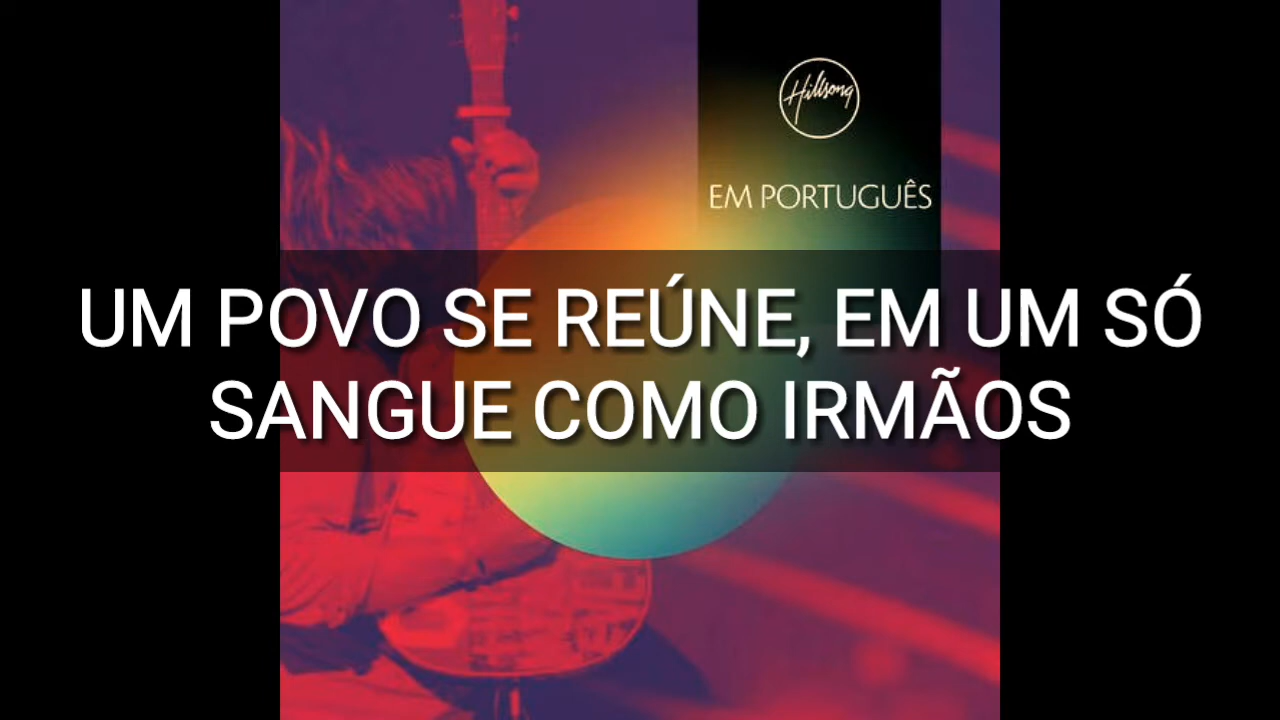 Hillsong
EM PORTUGUÊS
UM POVO SE REÚNE, EM UM SÓ
SANGUE COMO IRMÃOS